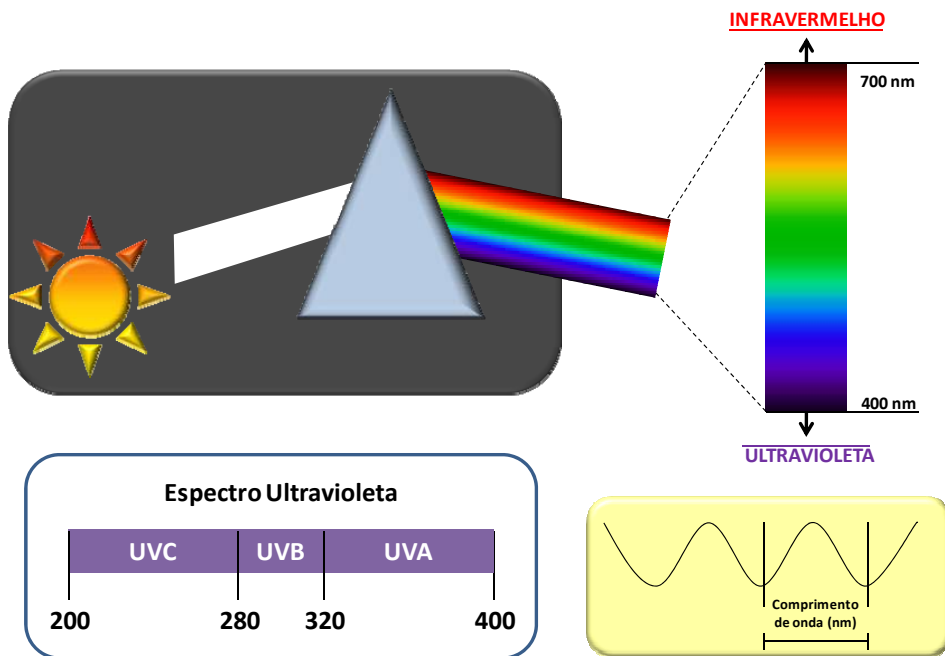 INFRAVERMELHO
700 nm
400 nm
ULTRAVIOLETA
Espectro Ultravioleta
UVC UVB UVA
200 280 320 400
Comprimento
de onda (nm)